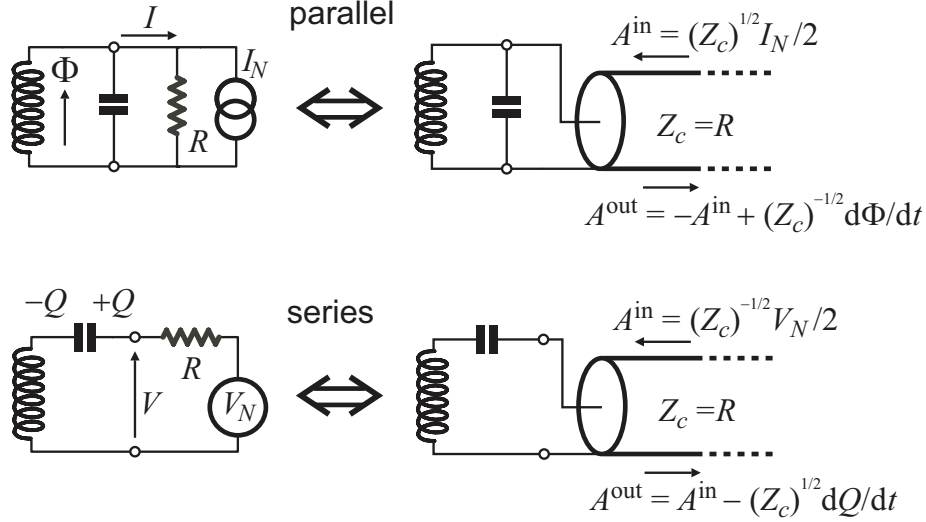 parallel
I
Φ
R
I_N
A^in = (Z_c)^1/2 I_N/2
Z_c = R
A^out = −A^in + (Z_c)^−1/2 dΦ/dt
series
−Q +Q
R
V
V_N
A^in = (Z_c)^−1/2 V_N/2
Z_c = R
A^out = A^in − (Z_c)^1/2 dQ/dt